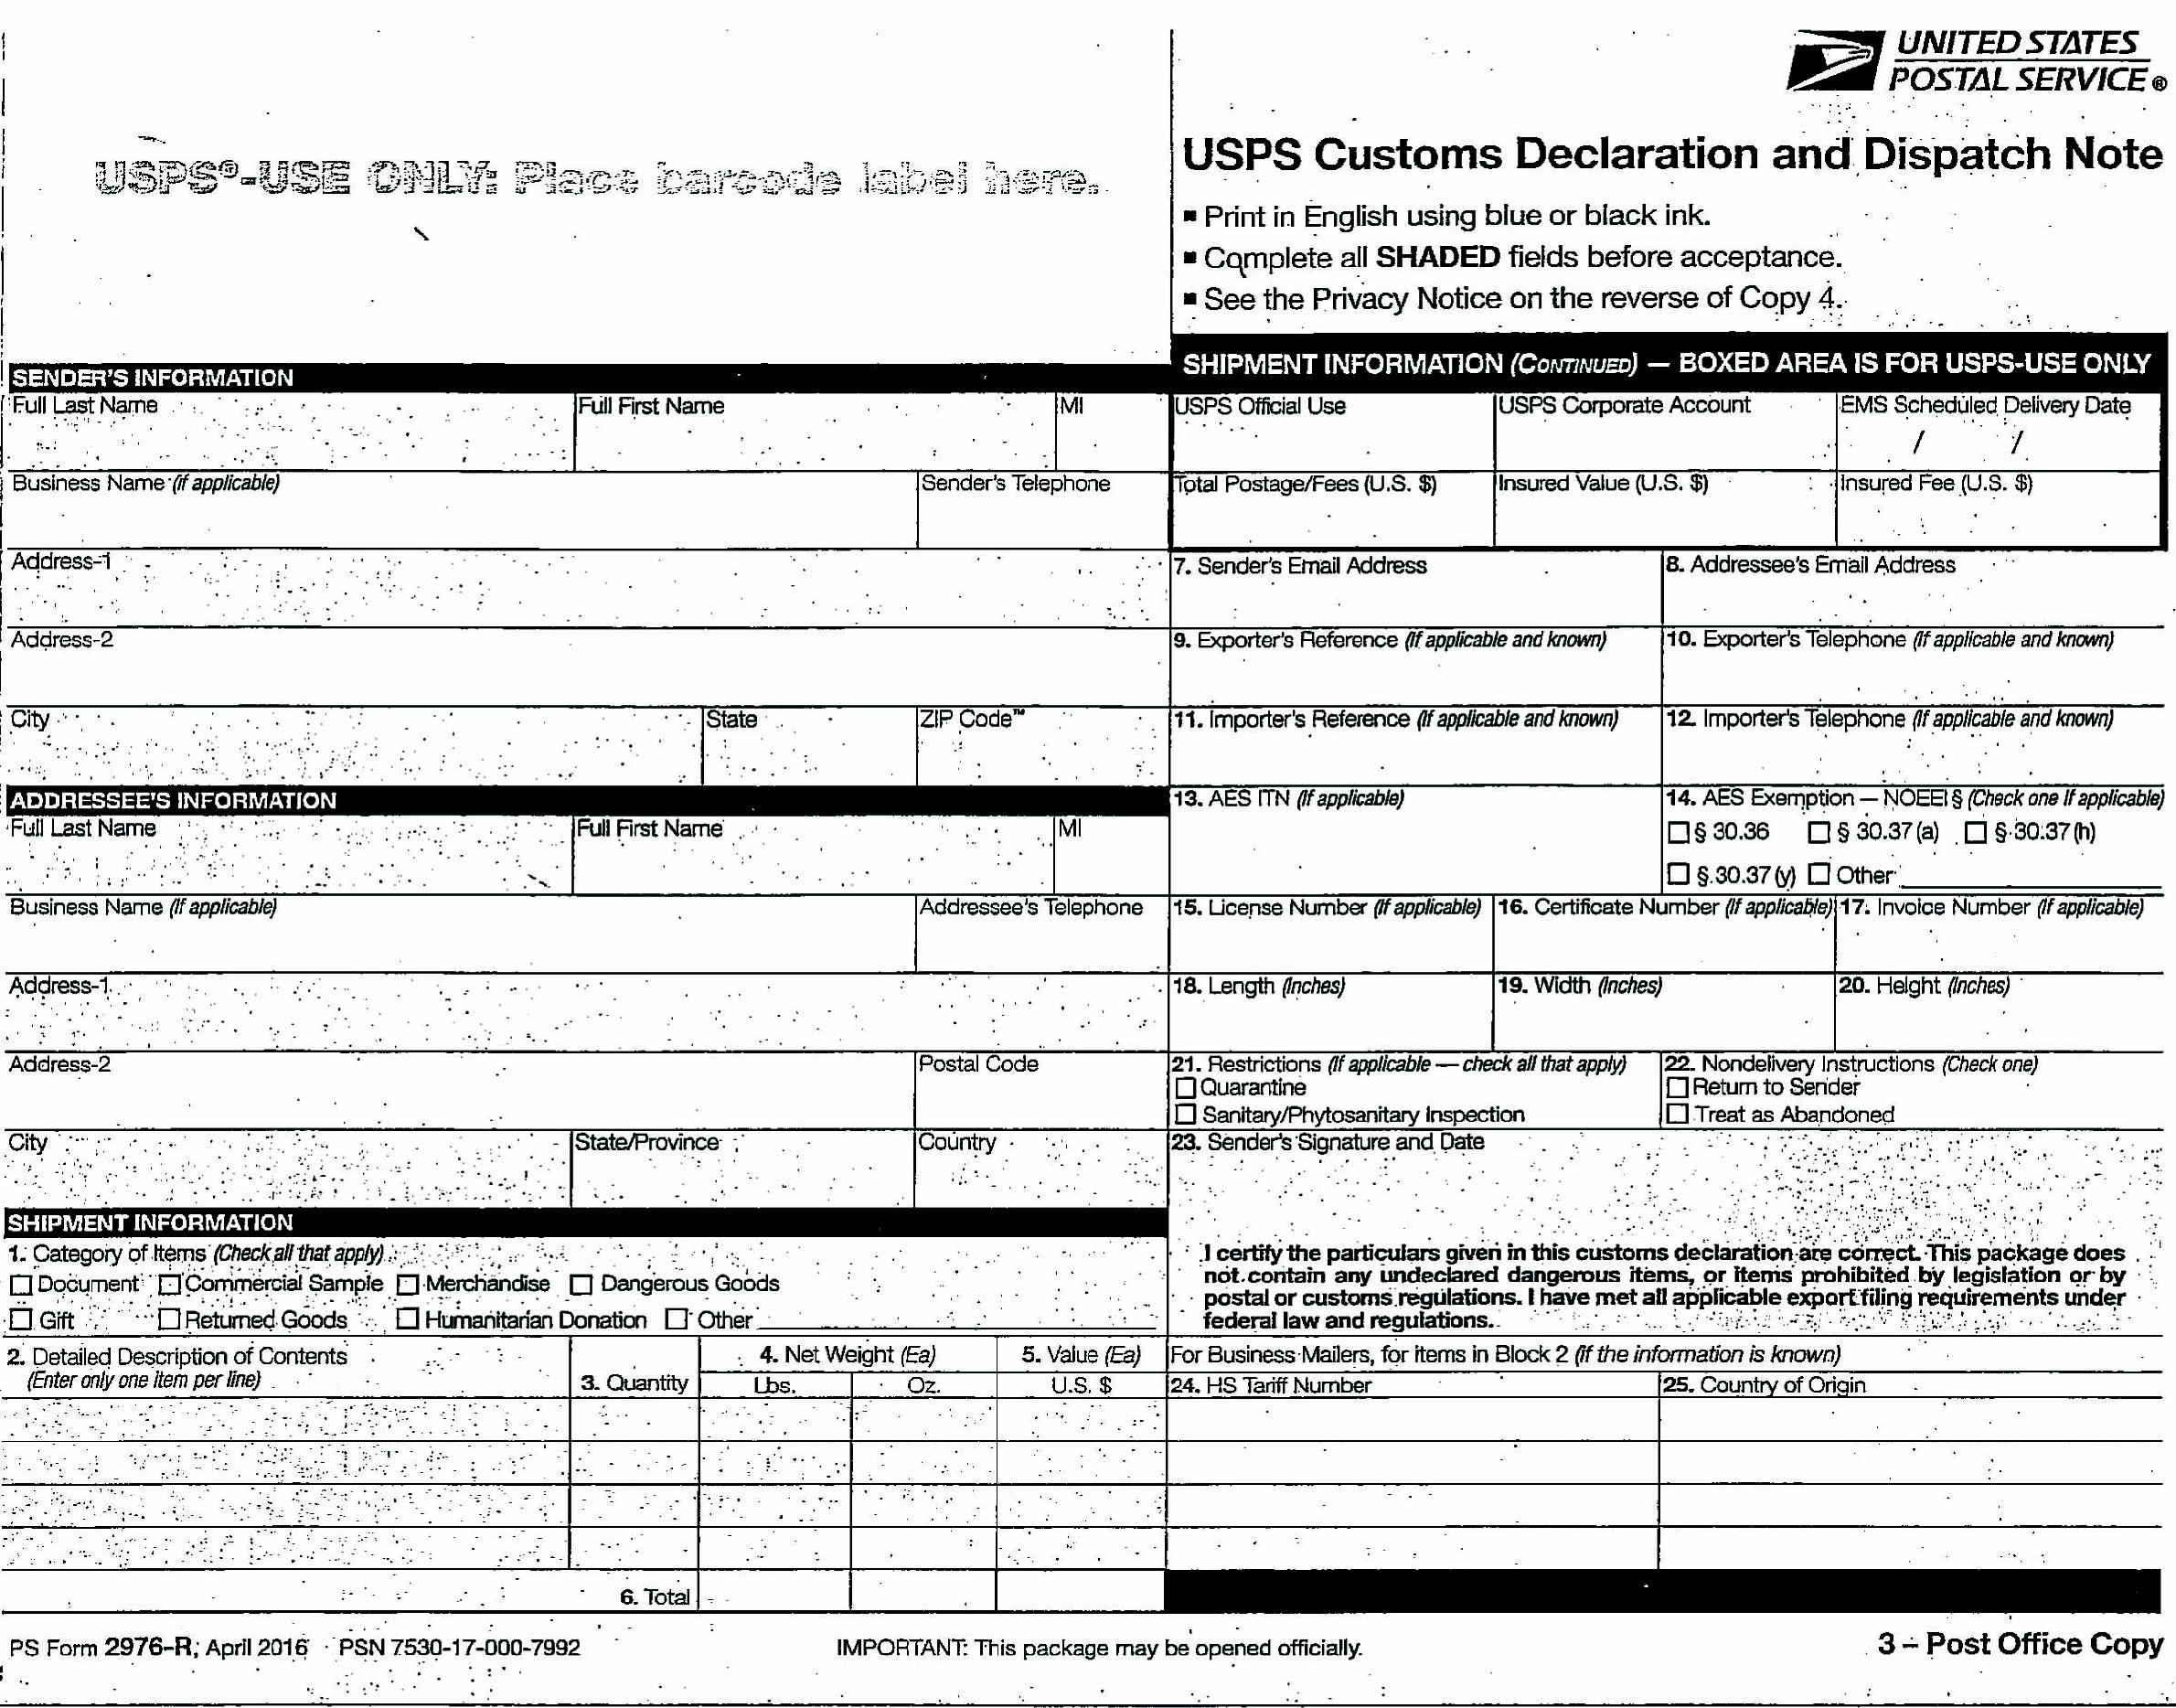 UNITED STATES
POSTAL SERVICE®
USPS®-USE ONLY: Place barcode label here.
USPS Customs Declaration and Dispatch Note
▪ Print in English using blue or black ink.
▪ Complete all SHADED fields before acceptance.
▪ See the Privacy Notice on the reverse of Copy 4.
SENDER'S INFORMATION
Full Last Name Full First Name MI
Business Name (if applicable) Sender's Telephone
Address-1
Address-2
City State ZIP Code™
ADDRESSEE'S INFORMATION
Full Last Name Full First Name MI
Business Name (If applicable) Addressee's Telephone
Address-1
Address-2 Postal Code
City State/Province Country
SHIPMENT INFORMATION
1. Category of Items (Check all that apply)
☐ Document ☐ Commercial Sample ☐ Merchandise ☐ Dangerous Goods
☐ Gift ☐ Returned Goods ☐ Humanitarian Donation ☐ Other
2. Detailed Description of Contents
(Enter only one item per line)
3. Quantity
4. Net Weight (Ea)
Lbs. Oz.
5. Value (Ea)
U.S. $
6. Total
SHIPMENT INFORMATION (CONTINUED) — BOXED AREA IS FOR USPS-USE ONLY
USPS Official Use USPS Corporate Account EMS Scheduled Delivery Date
/ /
Total Postage/Fees (U.S. $) Insured Value (U.S. $) Insured Fee (U.S. $)
7. Sender's Email Address 8. Addressee's Email Address
9. Exporter's Reference (If applicable and known) 10. Exporter's Telephone (If applicable and known)
11. Importer's Reference (If applicable and known) 12. Importer's Telephone (If applicable and known)
13. AES ITN (If applicable) 14. AES Exemption — NOEEI § (Check one if applicable)
☐ § 30.36 ☐ § 30.37 (a) ☐ § 30.37 (h)
☐ § 30.37 (y) ☐ Other
15. License Number (If applicable) 16. Certificate Number (If applicable) 17. Invoice Number (If applicable)
18. Length (Inches) 19. Width (Inches) 20. Height (Inches)
21. Restrictions (If applicable — check all that apply)
☐ Quarantine
☐ Sanitary/Phytosanitary Inspection
22. Nondelivery Instructions (Check one)
☐ Return to Sender
☐ Treat as Abandoned
23. Sender's Signature and Date
I certify the particulars given in this customs declaration are correct. This package does
not contain any undeclared dangerous items, or items prohibited by legislation or by
postal or customs regulations. I have met all applicable export filing requirements under
federal law and regulations.
For Business Mailers, for items in Block 2 (if the information is known)
24. HS Tariff Number 25. Country of Origin
PS Form 2976-R, April 2016 PSN 7530-17-000-7992 IMPORTANT: This package may be opened officially. 3 – Post Office Copy